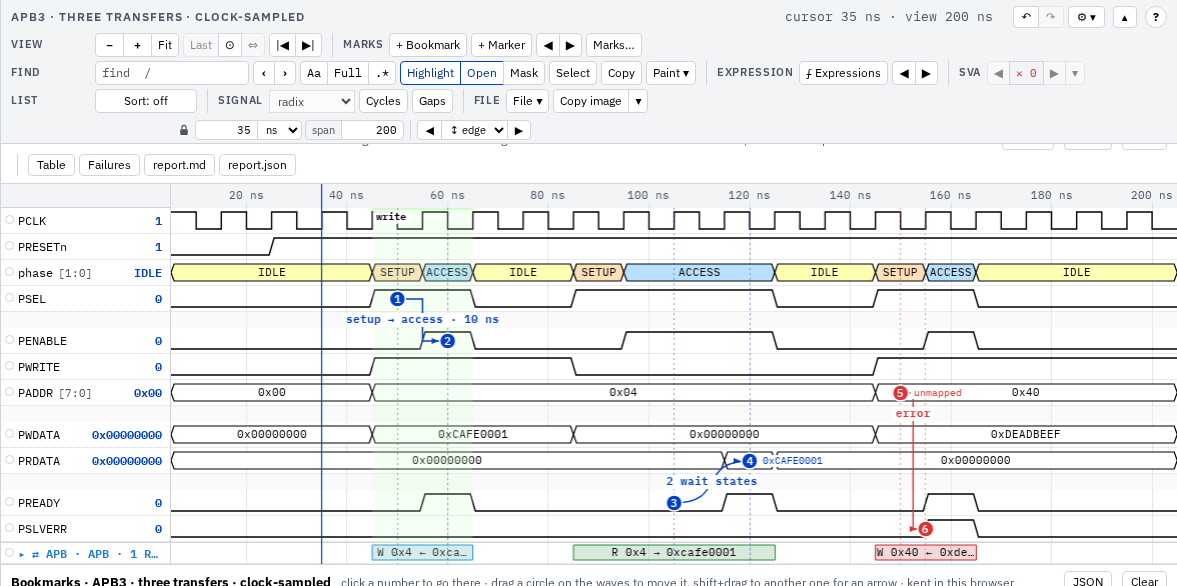 APB3 · THREE TRANSFERS · CLOCK-SAMPLED cursor 35 ns · view 200 ns ↶ ↷ ⚙ ▾ ▲ ?
VIEW − + Fit Last ⊙ ⇔ |◀ ▶| MARKS + Bookmark + Marker ◀ ▶ Marks…
FIND find / ‹ › Aa Full .* Highlight Open Mask Select Copy Paint ▾ EXPRESSION ⨍ Expressions ◀ ▶ SVA ◀ × 0 ▶ ▾
LIST Sort: off SIGNAL radix Cycles Gaps FILE File ▾ Copy image ▾
35 ns span 200 ◀ ↕ edge ▶
Table Failures report.md report.json
20 ns 40 ns 60 ns 80 ns 100 ns 120 ns 140 ns 160 ns 180 ns 200 ns
PCLK 1 write
PRESETn 1
phase [1:0] IDLE IDLE SETUP ACCESS IDLE SETUP ACCESS IDLE SETUP ACCESS IDLE
PSEL 0 1
setup → access · 10 ns
PENABLE 0 2
PWRITE 0
PADDR [7:0] 0x00 0x00 0x04 5 unmapped 0x40
error
PWDATA 0x00000000 0x00000000 0xCAFE0001 0x00000000 0xDEADBEEF
PRDATA 0x00000000 0x00000000 4 0xCAFE0001 0x00000000
2 wait states
PREADY 0 3
PSLVERR 0 6
▸ ⇄ APB · APB · 1 R… W 0x4 ← 0xca… R 0x4 → 0xcafe0001 W 0x40 ← 0xde…
Bookmarks · APB3 · three transfers · clock-sampled click a number to go there · drag a circle on the waves to move it, shift+drag to another one for an arrow · kept in this browser JSON Clear